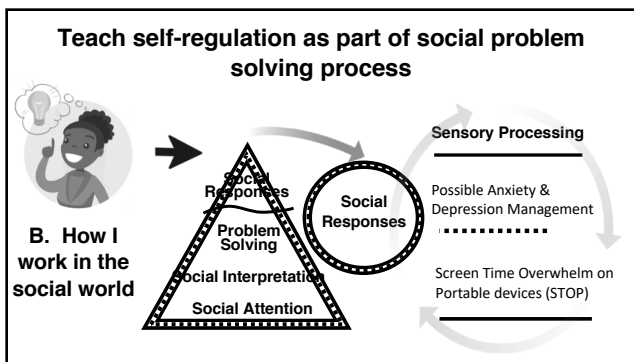 Teach self-regulation as part of social problem
solving process
B. How I
work in the
social world
Social
Responses
Problem
Solving
Social Interpretation
Social Attention
Social
Responses
Sensory Processing
Possible Anxiety &
Depression Management
Screen Time Overwhelm on
Portable devices (STOP)